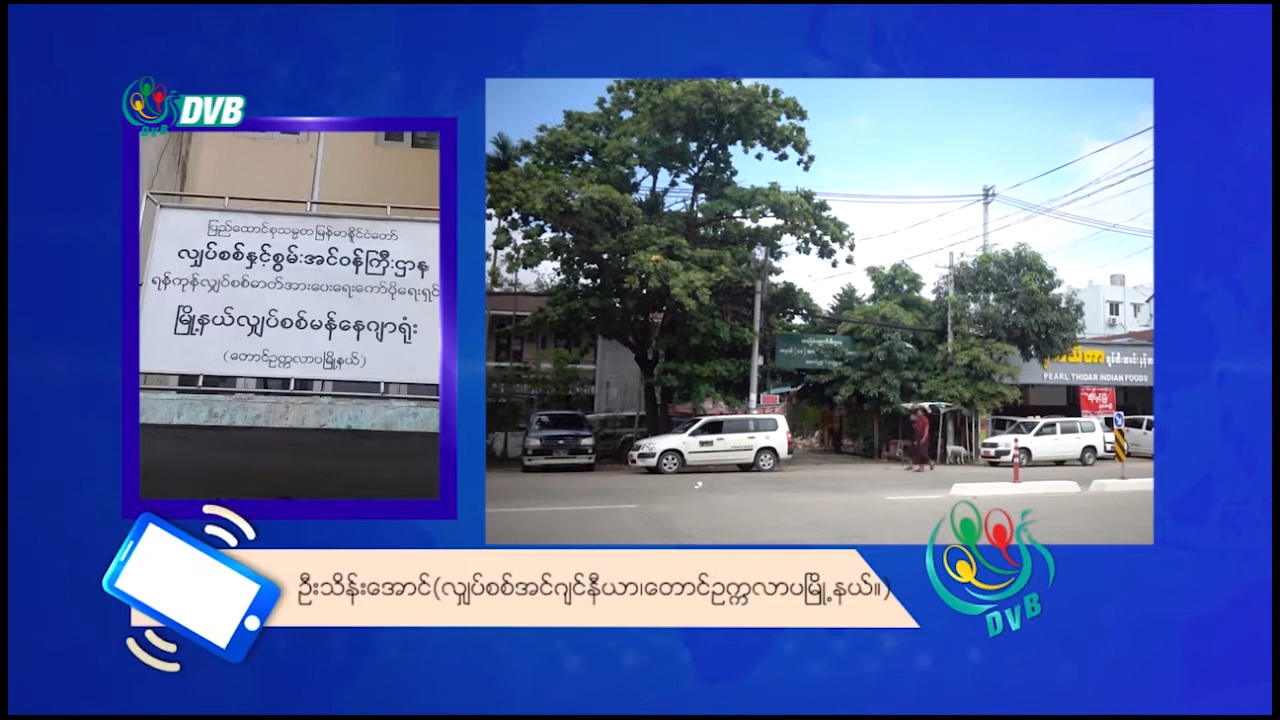 DVB
DVB
ပြည်ထောင်စုသမ္မတမြန်မာနိုင်ငံတော်
လျှပ်စစ်နှင့်စွမ်းအင်ဝန်ကြီးဌာန
ရန်ကုန်လျှပ်စစ်ဓာတ်အားပေးရေးကော်ပိုရေးရှင်း
မြို့နယ်လျှပ်စစ်မန်နေဂျာရုံး
(တောင်ဥက္ကလာပမြို့နယ်)
PEARL THIDAR INDIAN FOODS
ဦးသိန်းအောင်(လျှပ်စစ်အင်ဂျင်နီယာ၊တောင်ဥက္ကလာပမြို့နယ်။)
DVB